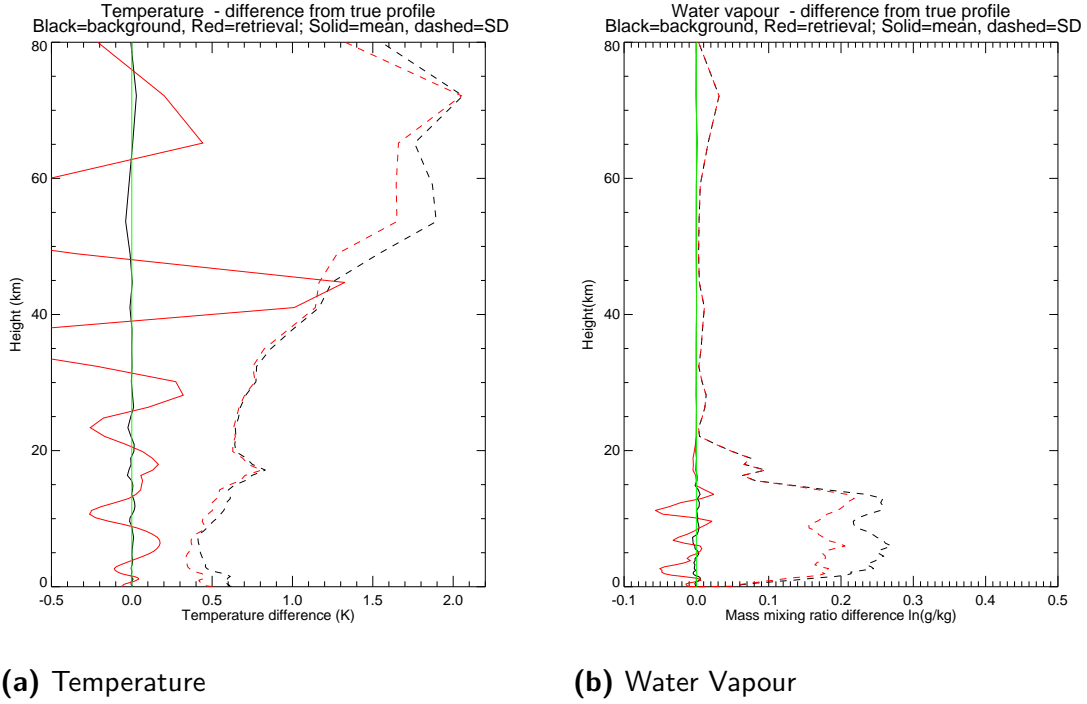 Temperature - difference from true profile
Black=background, Red=retrieval; Solid=mean, dashed=SD
80
60
40
20
0
Height (km)
-0.5 0.0 0.5 1.0 1.5 2.0
Temperature difference (K)
(a) Temperature
Water vapour - difference from true profile
Black=background, Red=retrieval; Solid=mean, dashed=SD
80
60
40
20
0
Height(km)
-0.1 0.0 0.1 0.2 0.3 0.4 0.5
Mass mixing ratio difference ln(g/kg)
(b) Water Vapour